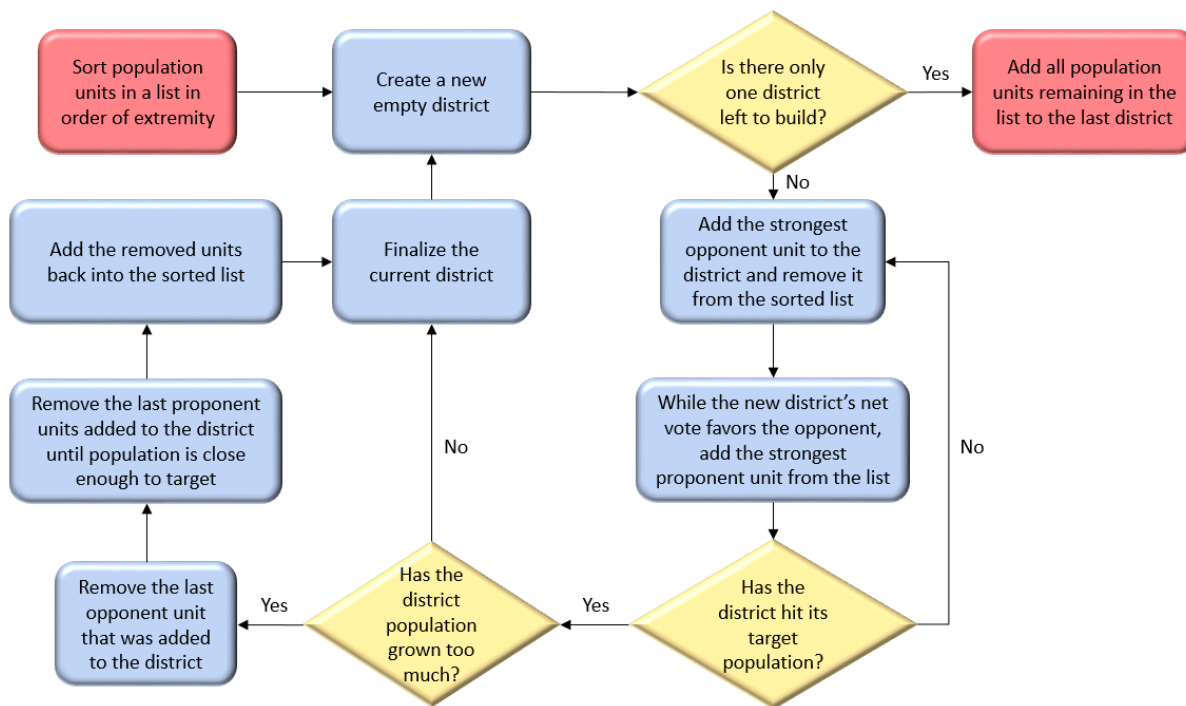 Sort population
units in a list in
order of extremity
Create a new
empty district
Is there only
one district
left to build?
Yes
Add all population
units remaining in the
list to the last district
No
Add the strongest
opponent unit to the
district and remove it
from the sorted list
While the new district's net
vote favors the opponent,
add the strongest
proponent unit from the list
Has the
district hit its
target
population?
No
Yes
Has the
district
population
grown too
much?
No
Yes
Remove the last
opponent unit
that was added
to the district
Remove the last proponent
units added to the district
until population is close
enough to target
Add the removed units
back into the sorted list
Finalize the
current district